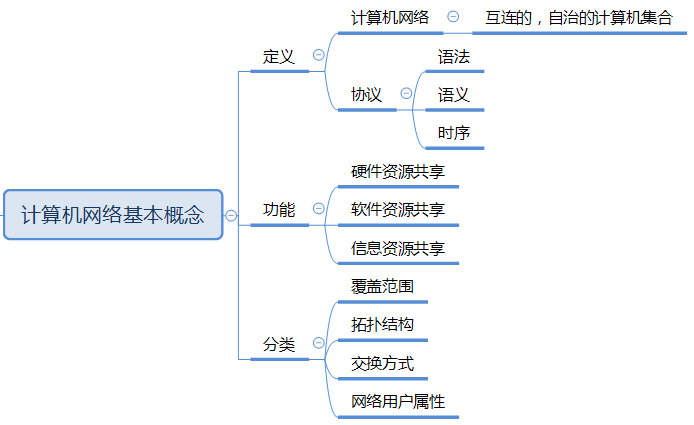 计算机网络基本概念
定义
计算机网络
互连的，自治的计算机集合
协议
语法
语义
时序
功能
硬件资源共享
软件资源共享
信息资源共享
分类
覆盖范围
拓扑结构
交换方式
网络用户属性